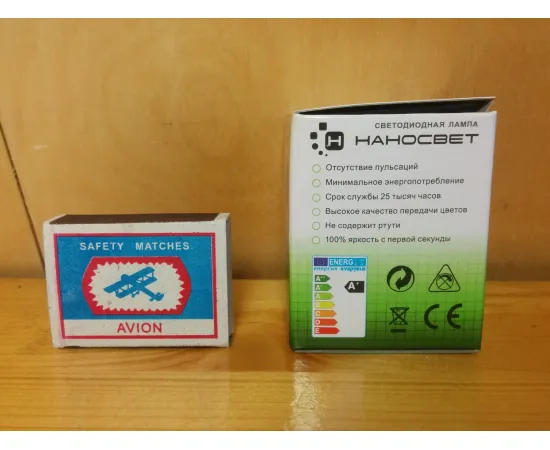 SAFETY MATCHES
AVION
СВЕТОДИОДНАЯ ЛАМПА
Н НАНОСВЕТ
Отсутствие пульсаций
Минимальное энергопотребление
Срок службы 25 тысяч часов
Высокое качество передачи цветов
Не содержит ртути
100% яркость с первой секунды
ENERG
A+
CE